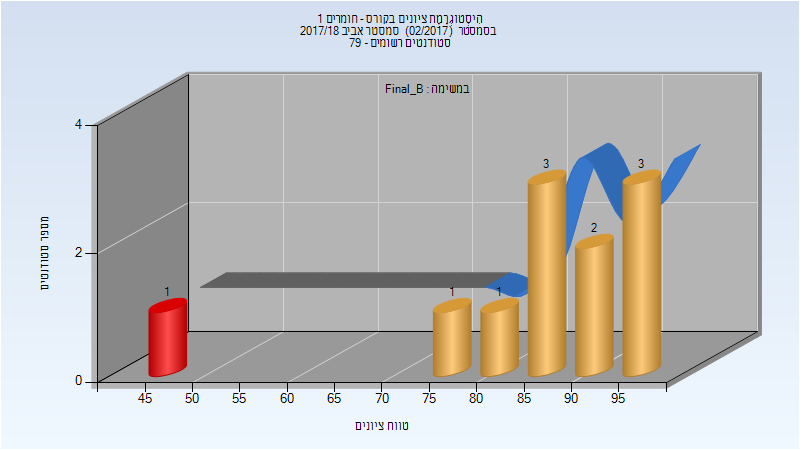 היסטוגרמת ציונים בקורס - חומרים 1
בסמסטר (02/2017) סמסטר אביב 2017/18
סטודנטים רשומים - 79
במשימה : Final_B
מספר סטודנטים
4
2
0
1
1
1
3
2
3
45 50 55 60 65 70 75 80 85 90 95
טווח ציונים